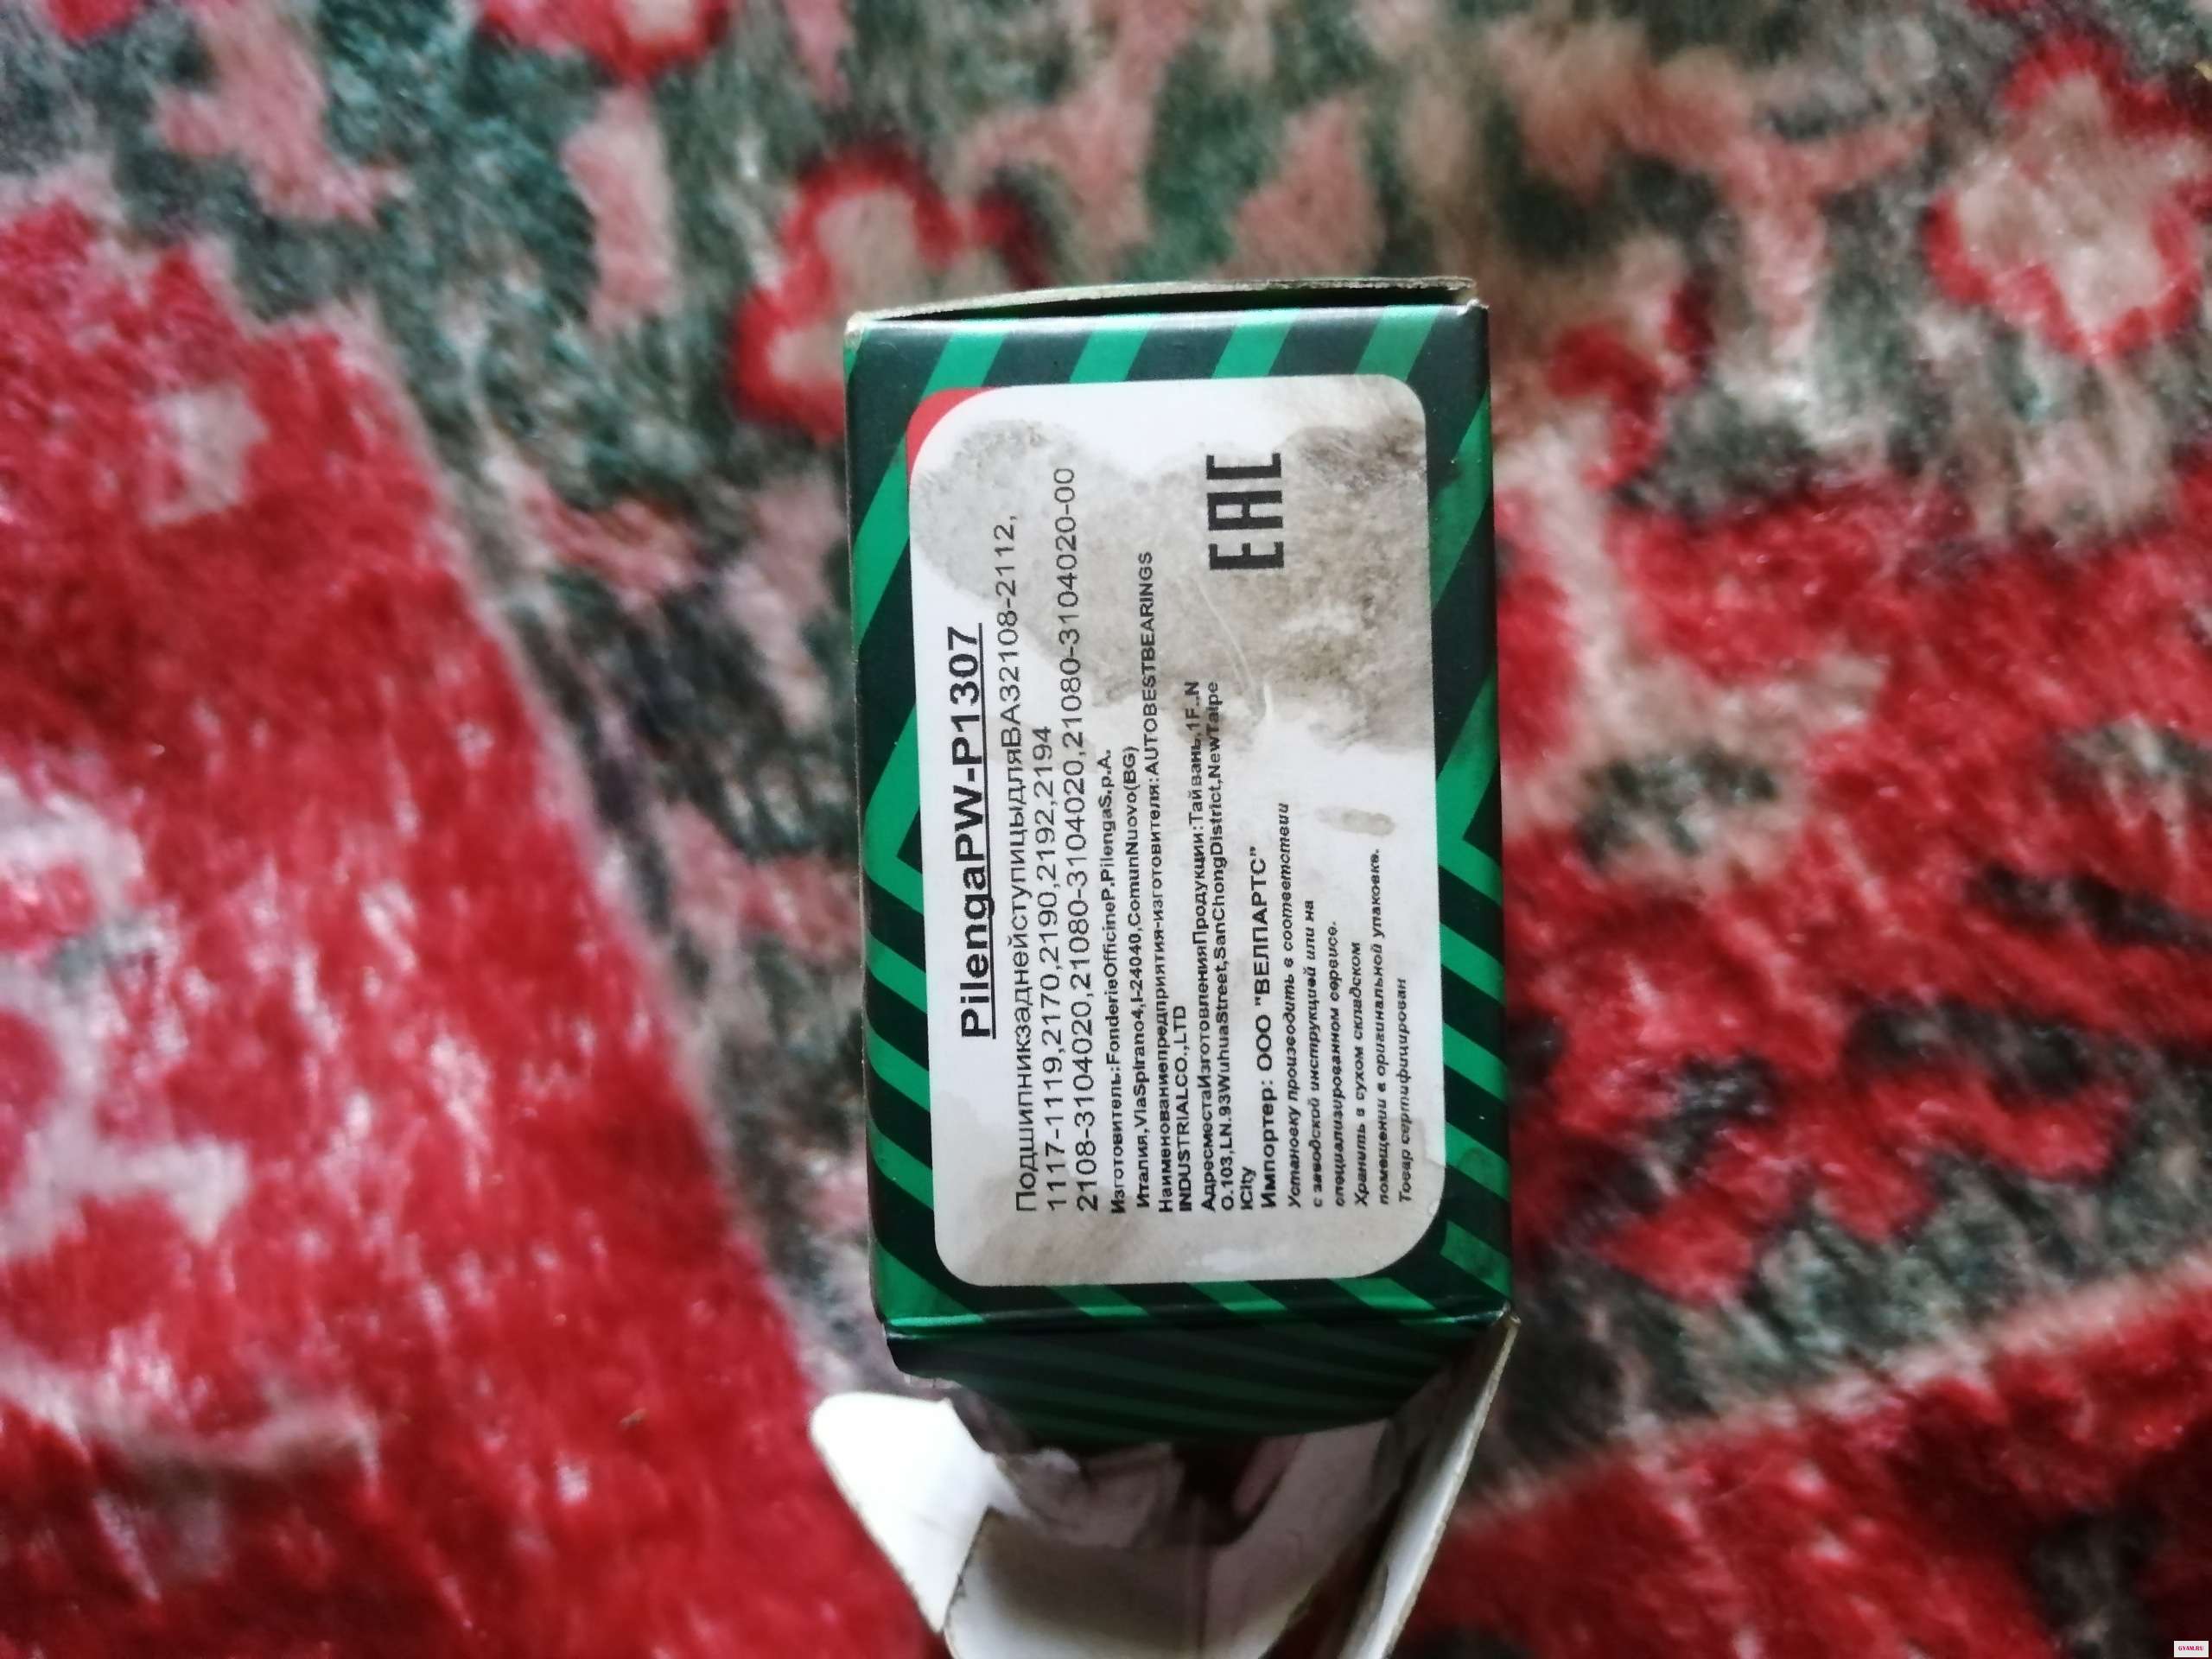 PilengaPW-P1307
ПодшипникзаднейступицыдляВАЗ2108-2112,
1117-1119,2170,2190,2192,2194
2108-3104020,21080-3104020,21080-3104020-00
Изготовитель:FonderieOfficineP.PilengaS.p.A.
Италия,ViaSpirano4,I-24040,ComunNuovo(BG)
Наименованиепредприятия-изготовителя:AUTOBESTBEARINGS
INDUSTRIALCO.,LTD
АдресместаИзготовленияПродукции:Тайвань,1F.,N
O.103,LN.93WuhuaStreet,SanChongDistrict,NewTaipe
iCity
Импортер: ООО "ВЕЛПАРТС"
Установку производить в соответствии
с заводской инструкцией или на
специализированном сервисе.
Хранить в сухом складском
помещении в оригинальной упаковке.
Товар сертифицирован
EAC
GY4M.RU